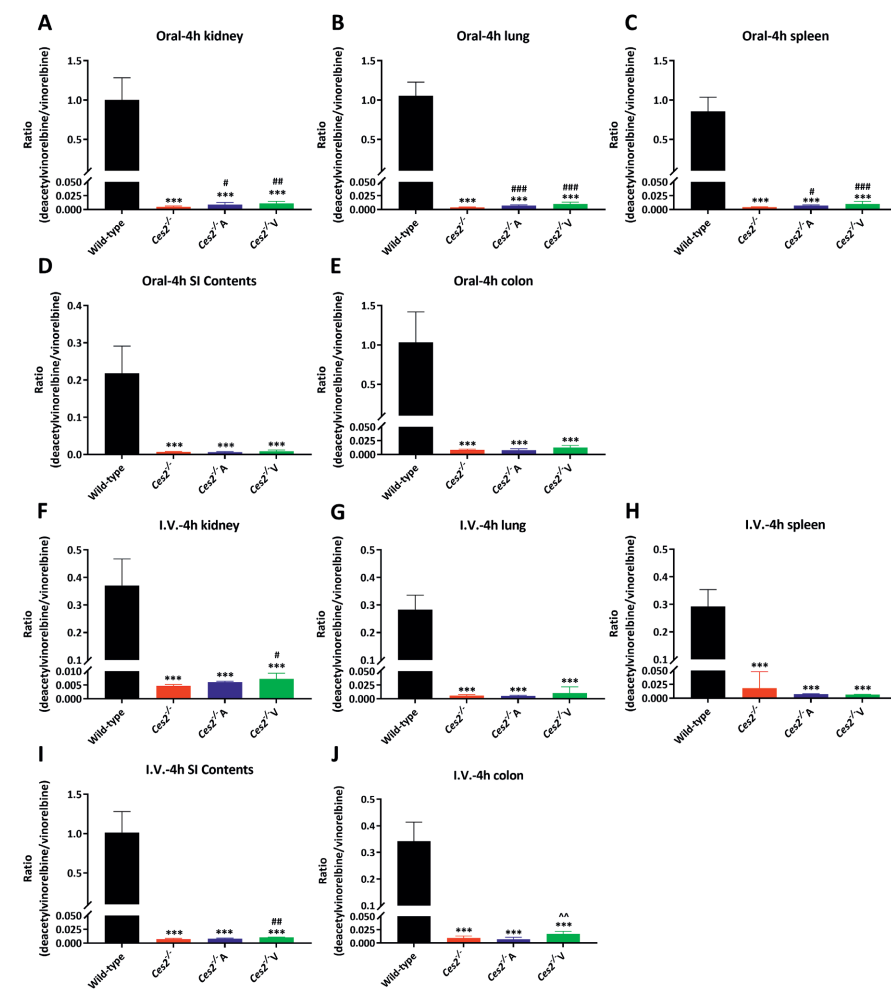 A
Oral-4h kidney
Ratio
(deacetylvinorelbine/vinorelbine)
1.5
1.0
0.5
0.050
0.025
0.000
***
#
***
##
***
Wild-type
Ces2-/-
Ces2-/-A
Ces2-/-V
B
Oral-4h lung
Ratio
(deacetylvinorelbine/vinorelbine)
1.5
1.0
0.5
0.050
0.025
0.000
***
###
***
###
***
Wild-type
Ces2-/-
Ces2-/-A
Ces2-/-V
C
Oral-4h spleen
Ratio
(deacetylvinorelbine/vinorelbine)
1.5
1.0
0.5
0.050
0.025
0.000
***
#
***
###
***
Wild-type
Ces2-/-
Ces2-/-A
Ces2-/-V
D
Oral-4h SI Contents
Ratio
(deacetylvinorelbine/vinorelbine)
0.4
0.3
0.2
0.1
0.0
***
***
***
Wild-type
Ces2-/-
Ces2-/-A
Ces2-/-V
E
Oral-4h colon
Ratio
(deacetylvinorelbine/vinorelbine)
1.5
1.0
0.5
0.050
0.025
0.000
***
***
***
Wild-type
Ces2-/-
Ces2-/-A
Ces2-/-V
F
I.V.-4h kidney
Ratio
(deacetylvinorelbine/vinorelbine)
0.5
0.4
0.3
0.2
0.1
0.010
0.005
0.000
***
***
#
***
Wild-type
Ces2-/-
Ces2-/-A
Ces2-/-V
G
I.V.-4h lung
Ratio
(deacetylvinorelbine/vinorelbine)
0.5
0.4
0.3
0.2
0.1
0.050
0.025
0.000
***
***
***
Wild-type
Ces2-/-
Ces2-/-A
Ces2-/-V
H
I.V.-4h spleen
Ratio
(deacetylvinorelbine/vinorelbine)
0.5
0.4
0.3
0.2
0.1
0.050
0.025
0.000
***
***
***
Wild-type
Ces2-/-
Ces2-/-A
Ces2-/-V
I
I.V.-4h SI Contents
Ratio
(deacetylvinorelbine/vinorelbine)
1.5
1.0
0.5
0.050
0.025
0.000
***
***
##
***
Wild-type
Ces2-/-
Ces2-/-A
Ces2-/-V
J
I.V.-4h colon
Ratio
(deacetylvinorelbine/vinorelbine)
0.5
0.4
0.3
0.2
0.1
0.050
0.025
0.000
***
***
^^
***
Wild-type
Ces2-/-
Ces2-/-A
Ces2-/-V